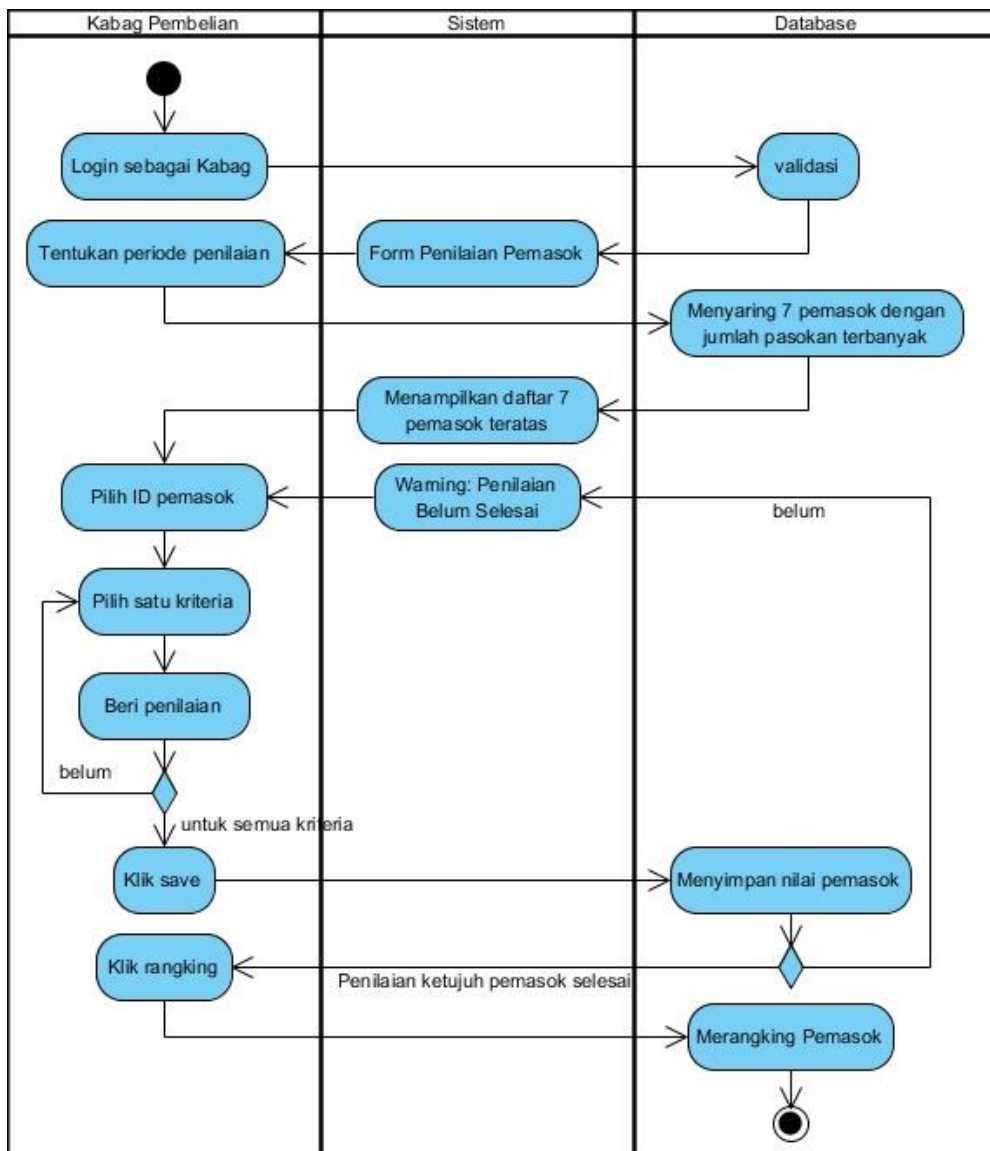 Kabag Pembelian
Sistem
Database
Login sebagai Kabag
validasi
Tentukan periode penilaian
Form Penilaian Pemasok
Menyaring 7 pemasok dengan
jumlah pasokan terbanyak
Menampilkan daftar 7
pemasok teratas
Pilih ID pemasok
Warning: Penilaian
Belum Selesai
belum
Pilih satu kriteria
Beri penilaian
belum
untuk semua kriteria
Klik save
Menyimpan nilai pemasok
Klik rangking
Penilaian ketujuh pemasok selesai
Merangking Pemasok